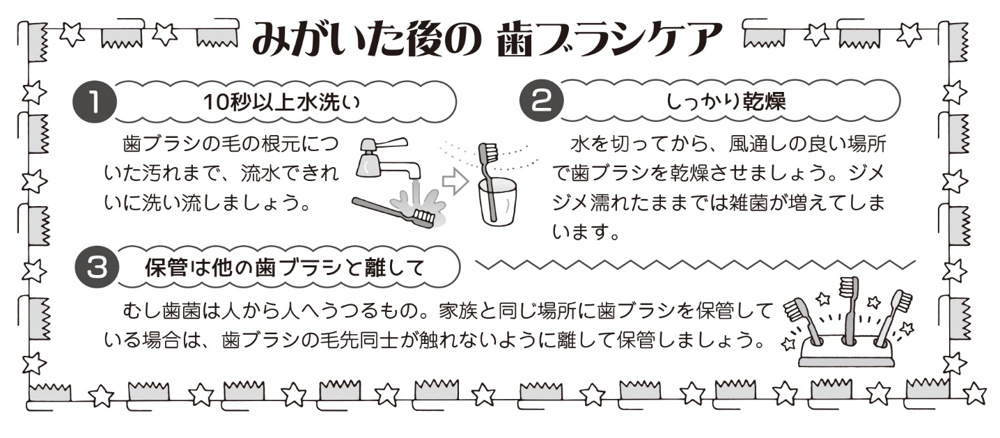 みがいた後の 歯ブラシケア
1 10秒以上水洗い
歯ブラシの毛の根元につ
いた汚れまで、流水できれ
いに洗い流しましょう。
2 しっかり乾燥
水を切ってから、風通しの良い場所
で歯ブラシを乾燥させましょう。ジメ
ジメ濡れたままでは雑菌が増えてしま
います。
3 保管は他の歯ブラシと離して
むし歯菌は人から人へうつるもの。家族と同じ場所に歯ブラシを保管して
いる場合は、歯ブラシの毛先同士が触れないように離して保管しましょう。